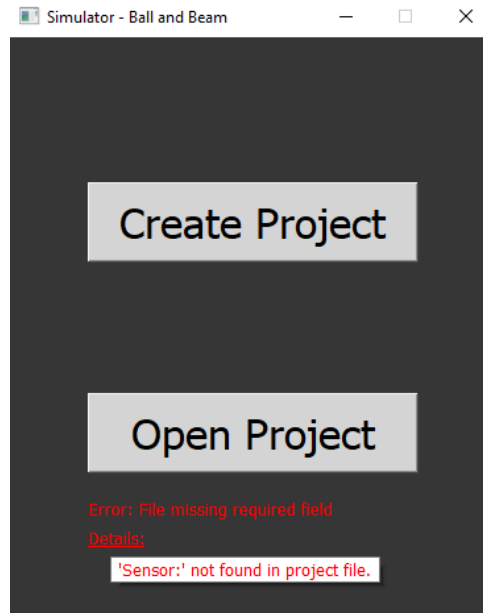 Simulator - Ball and Beam
Create Project
Open Project
Error: File missing required field
Details:
'Sensor:' not found in project file.